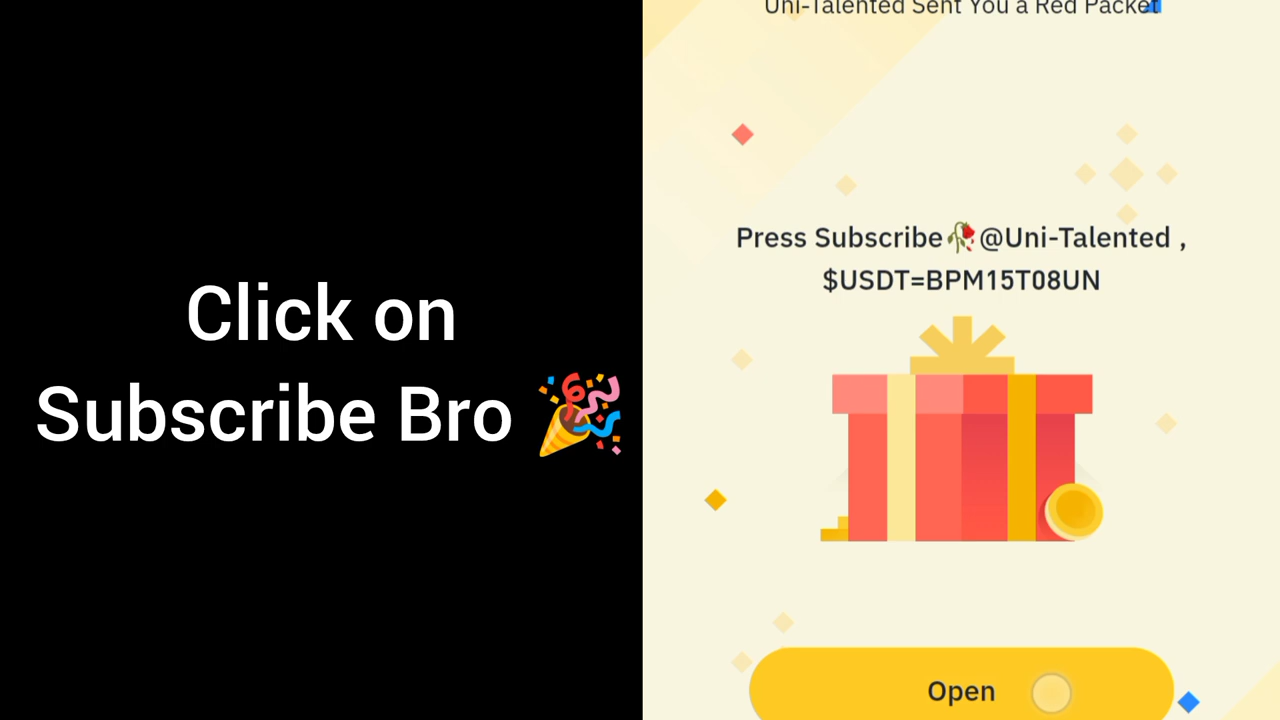 Click on
Subscribe Bro 🎉
Uni-Talented Sent You a Red Packet
Press Subscribe🥀@Uni-Talented ,
$USDT=BPM15T08UN
Open